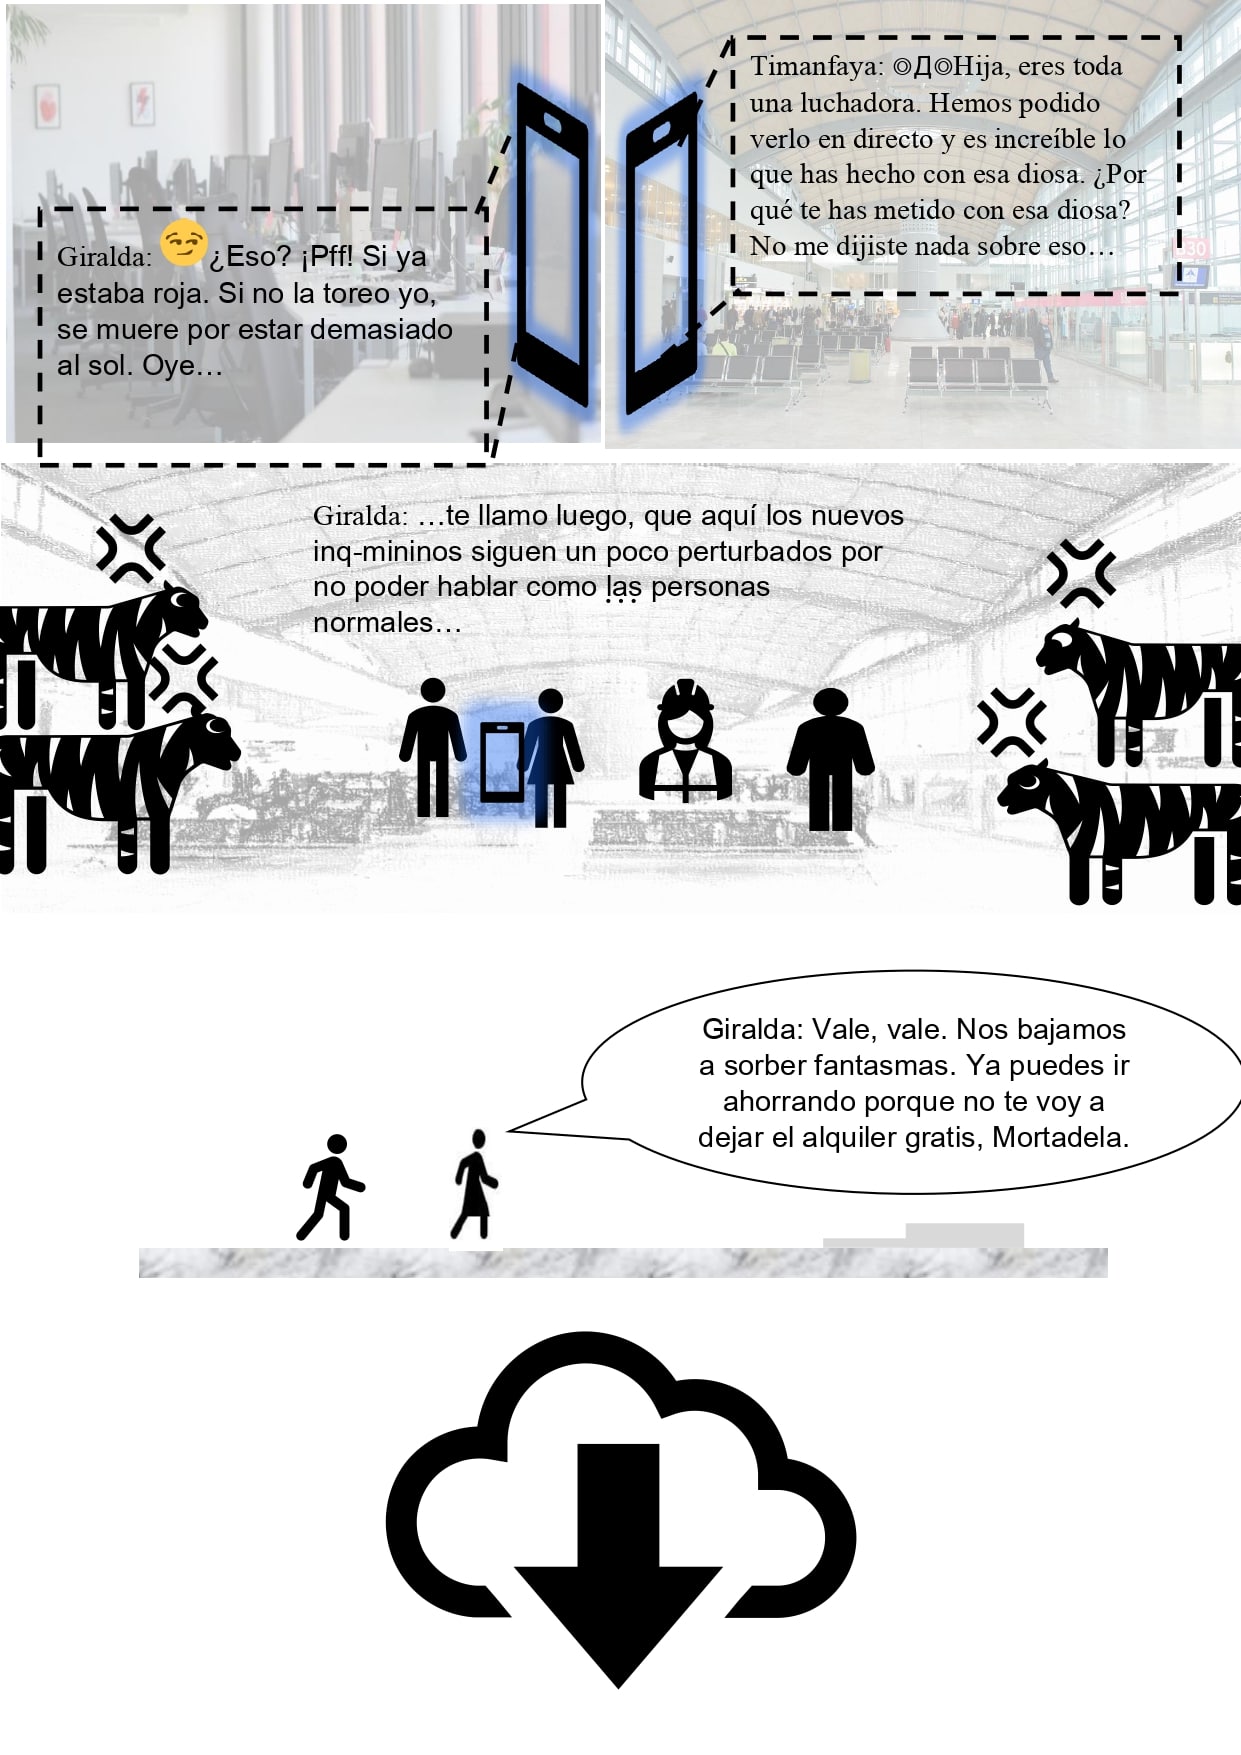 Timanfaya: ◎Д◎Hija, eres toda
una luchadora. Hemos podido
verlo en directo y es increíble lo
que has hecho con esa diosa. ¿Por
qué te has metido con esa diosa?
No me dijiste nada sobre eso…
B30
Giralda: 😏¿Eso? ¡Pff! Si ya
estaba roja. Si no la toreo yo,
se muere por estar demasiado
al sol. Oye…
Giralda: …te llamo luego, que aquí los nuevos
inq-mininos siguen un poco perturbados por
no poder hablar como las personas
normales…
…
Giralda: Vale, vale. Nos bajamos
a sorber fantasmas. Ya puedes ir
ahorrando porque no te voy a
dejar el alquiler gratis, Mortadela.